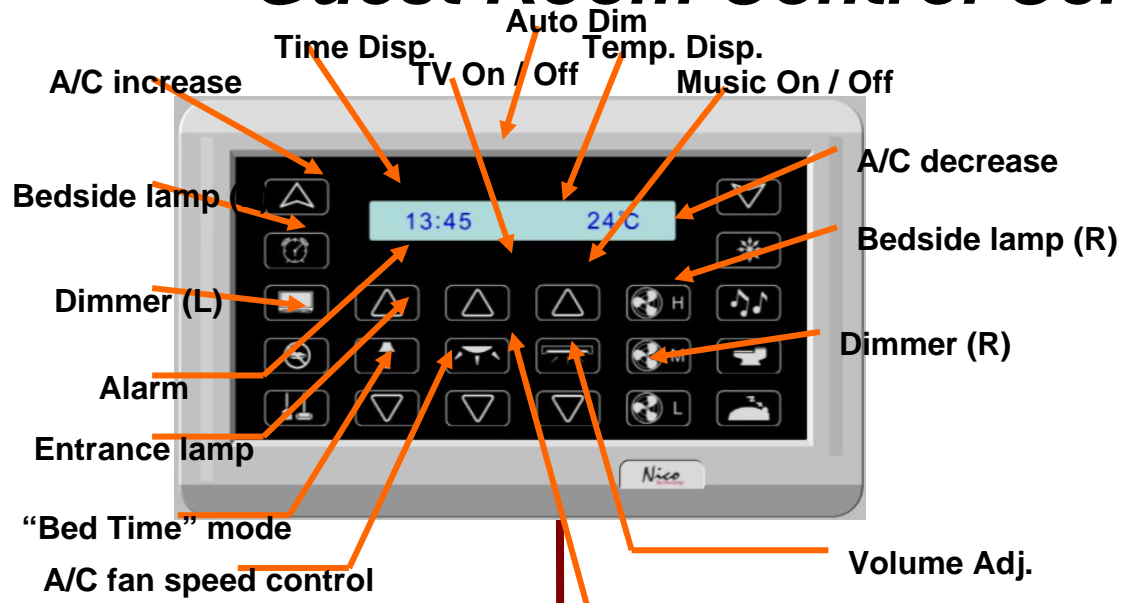 Auto Dim
Time Disp.
Temp. Disp.
TV On / Off
A/C increase
Music On / Off
A/C decrease
Bedside lamp
13:45 24°C
Bedside lamp (R)
H
Dimmer (L)
Dimmer (R)
M
Alarm
L
Entrance lamp
Nico
"Bed Time" mode
Volume Adj.
A/C fan speed control